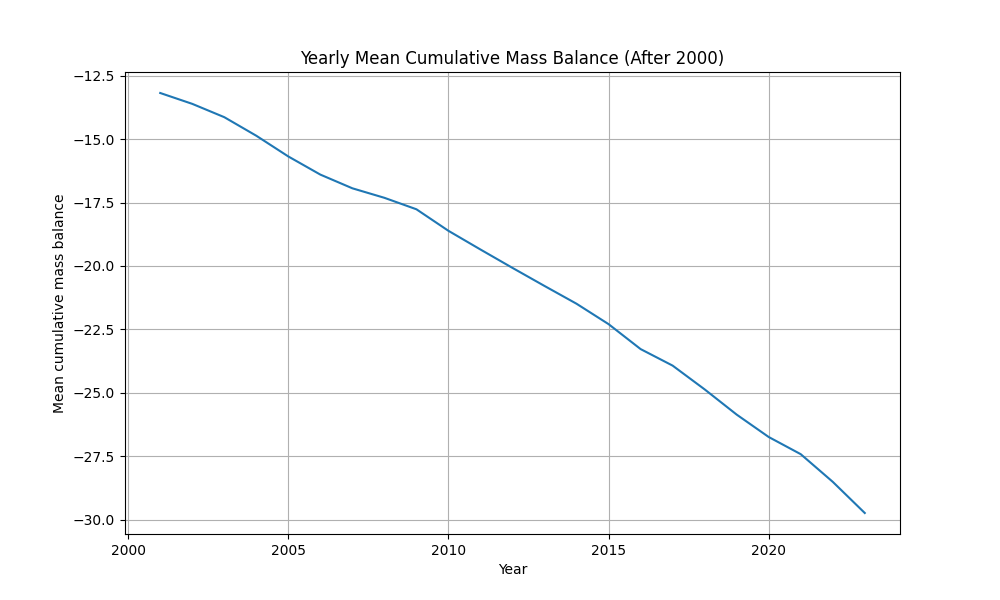 Yearly Mean Cumulative Mass Balance (After 2000)
Mean cumulative mass balance
−12.5
−15.0
−17.5
−20.0
−22.5
−25.0
−27.5
−30.0
2000 2005 2010 2015 2020
Year